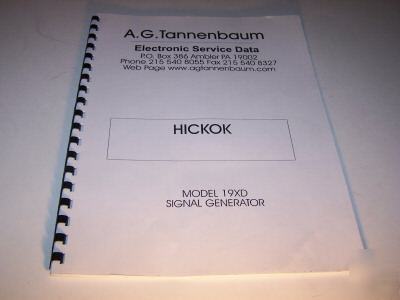 A.G.Tannenbaum
Electronic Service Data
P.O. Box 386 Ambler PA 19002
Phone 215 540 8055 Fax 215 540 8327
Web Page www.agtannenbaum.com
HICKOK
MODEL 19XD
SIGNAL GENERATOR